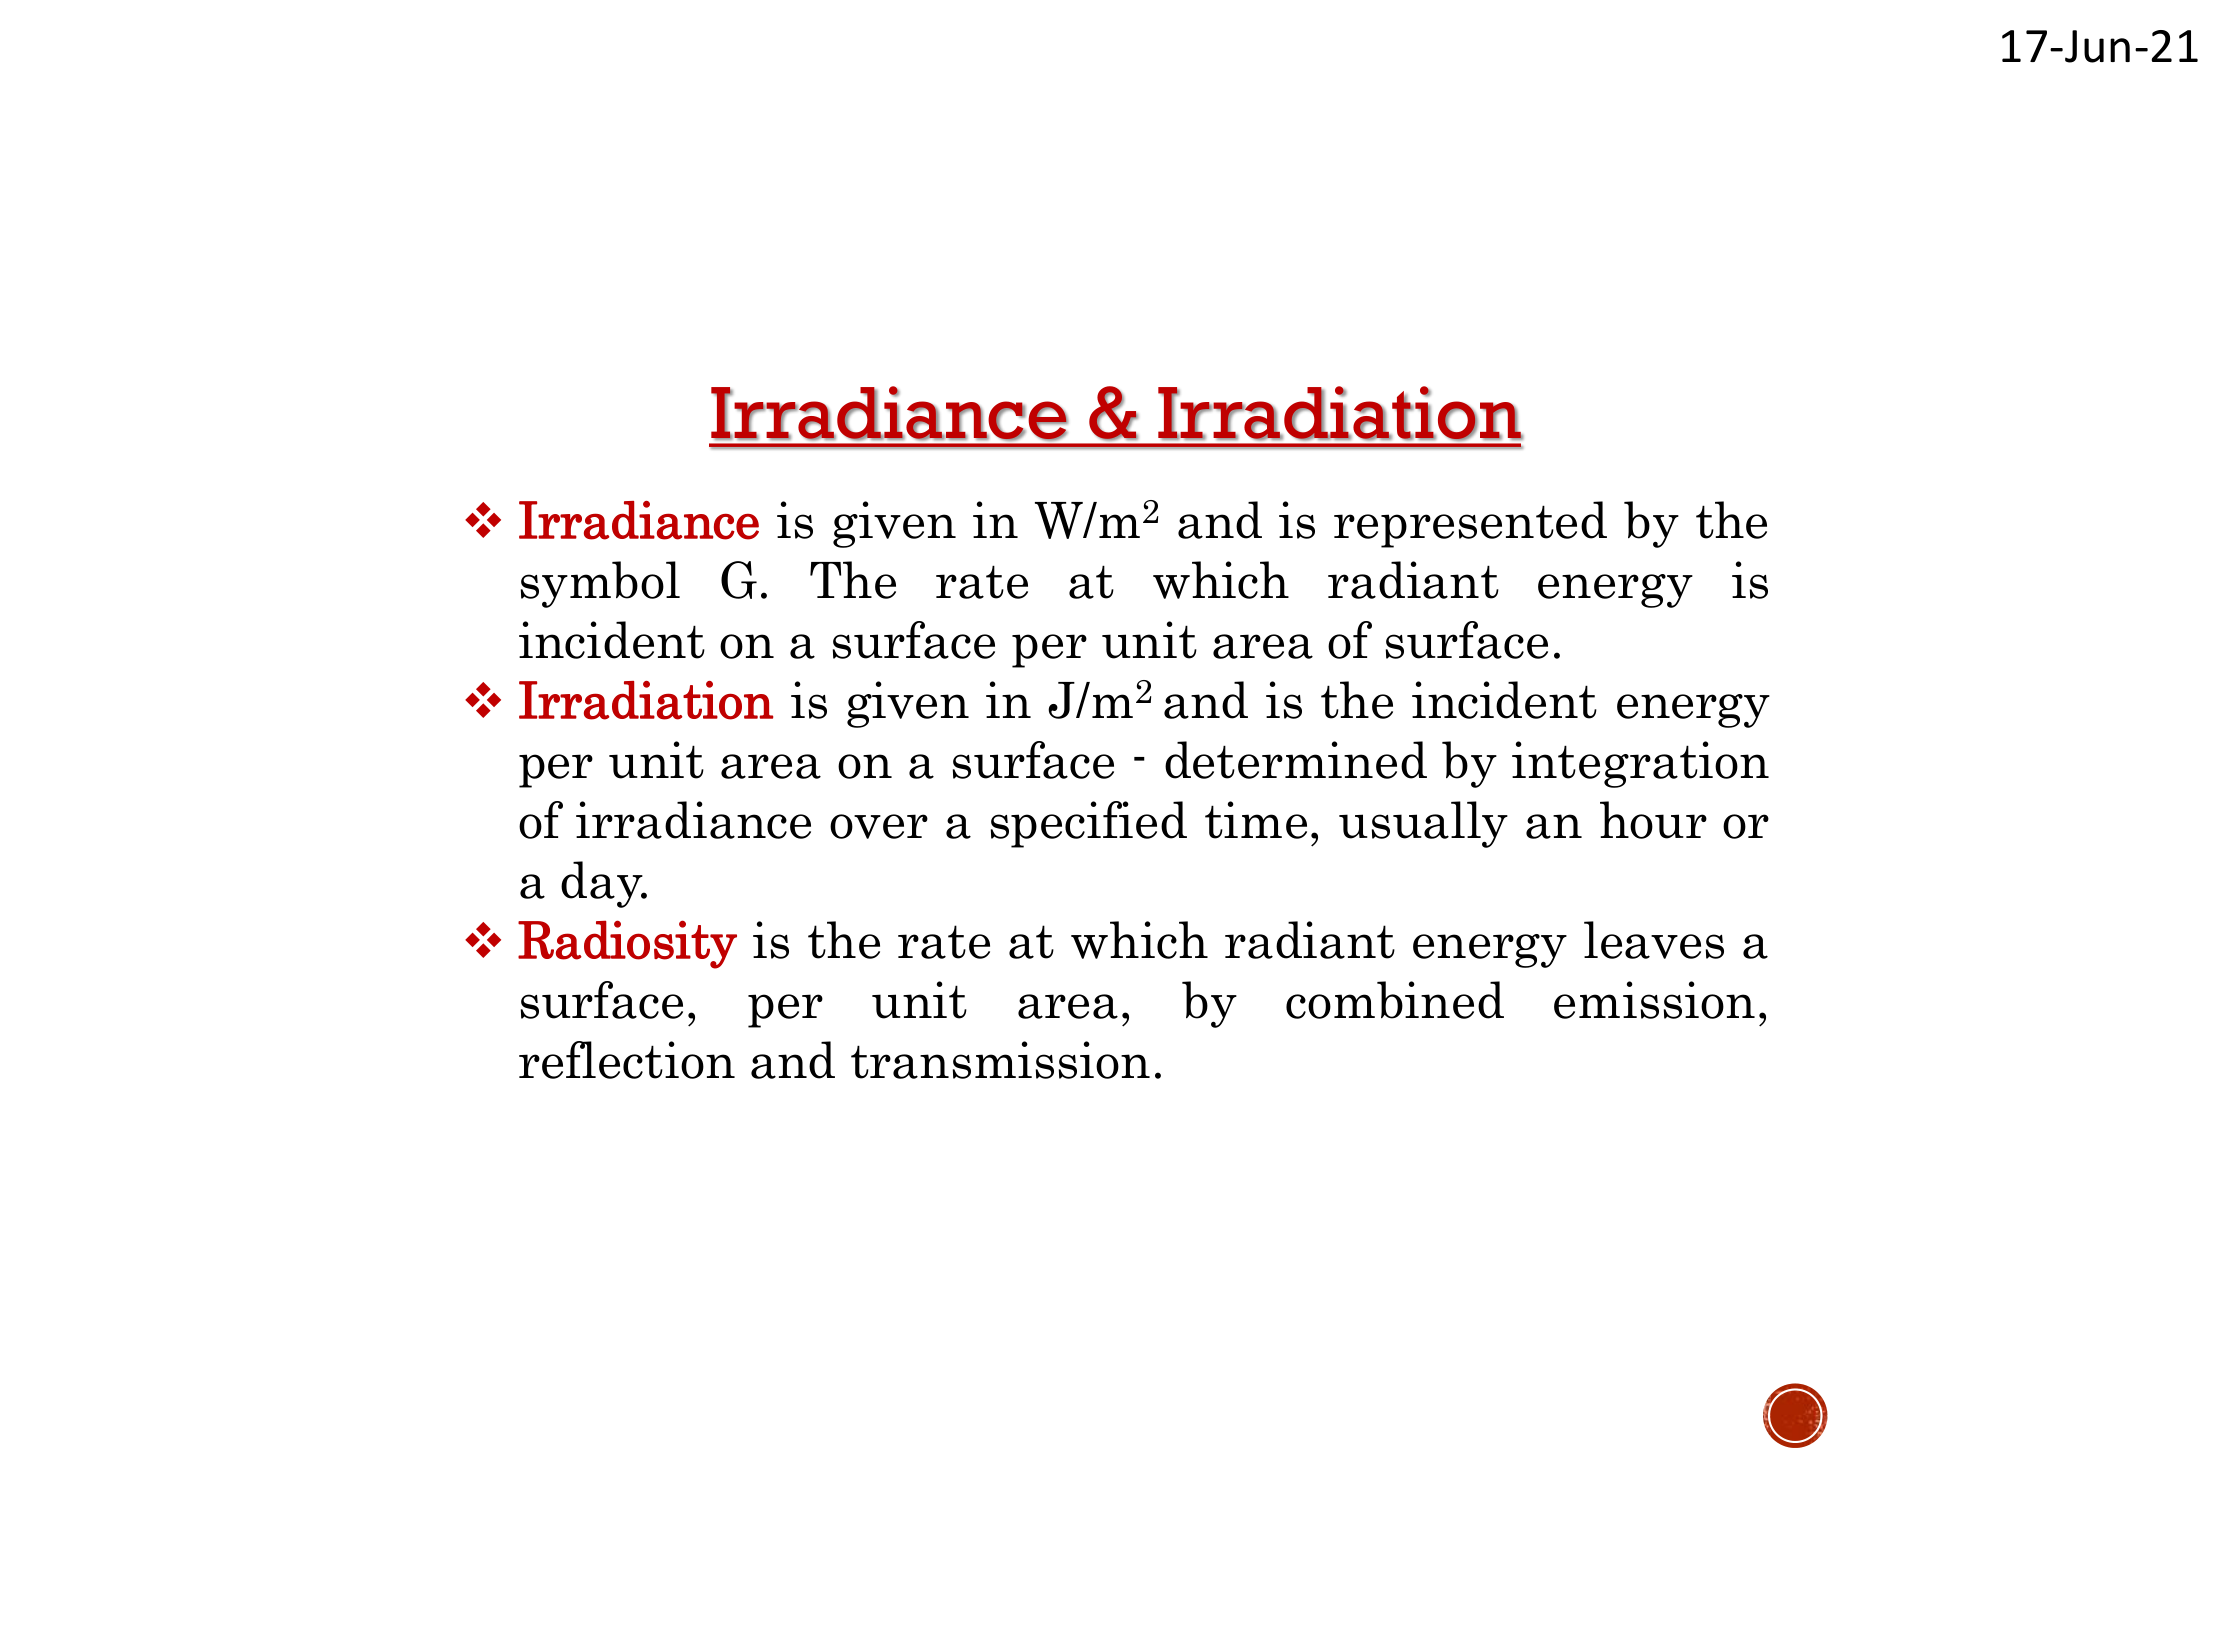 17-Jun-21
Irradiance & Irradiation
❖ Irradiance is given in W/m² and is represented by the
symbol G. The rate at which radiant energy is
incident on a surface per unit area of surface.
❖ Irradiation is given in J/m² and is the incident energy
per unit area on a surface - determined by integration
of irradiance over a specified time, usually an hour or
a day.
❖ Radiosity is the rate at which radiant energy leaves a
surface, per unit area, by combined emission,
reflection and transmission.